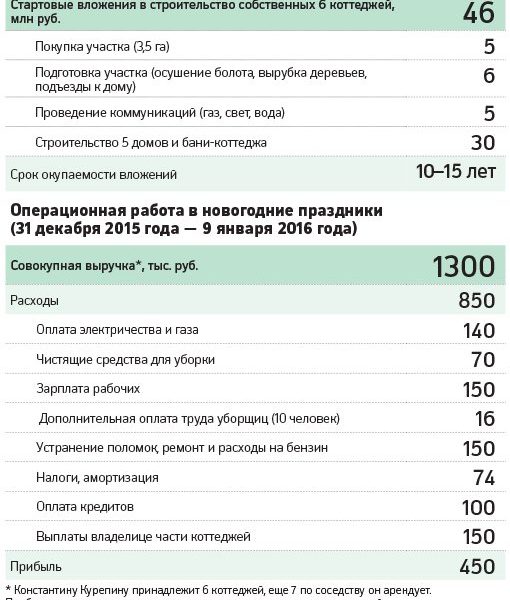 Стартовые вложения в строительство собственных 6 коттеджей,
млн руб. 46
Покупка участка (3,5 га) 5
Подготовка участка (осушение болота, вырубка деревьев,
подъезды к дому) 6
Проведение коммуникаций (газ, свет, вода) 5
Строительство 5 домов и бани-коттеджа 30
Срок окупаемости вложений 10–15 лет
Операционная работа в новогодние праздники
(31 декабря 2015 года — 9 января 2016 года)
Совокупная выручка*, тыс. руб. 1300
Расходы 850
Оплата электричества и газа 140
Чистящие средства для уборки 70
Зарплата рабочих 150
Дополнительная оплата труда уборщиц (10 человек) 16
Устранение поломок, ремонт и расходы на бензин 150
Налоги, амортизация 74
Оплата кредитов 100
Выплаты владелице части коттеджей 150
Прибыль 450
* Константину Курепину принадлежит 6 коттеджей, еще 7 по соседству он арендует.